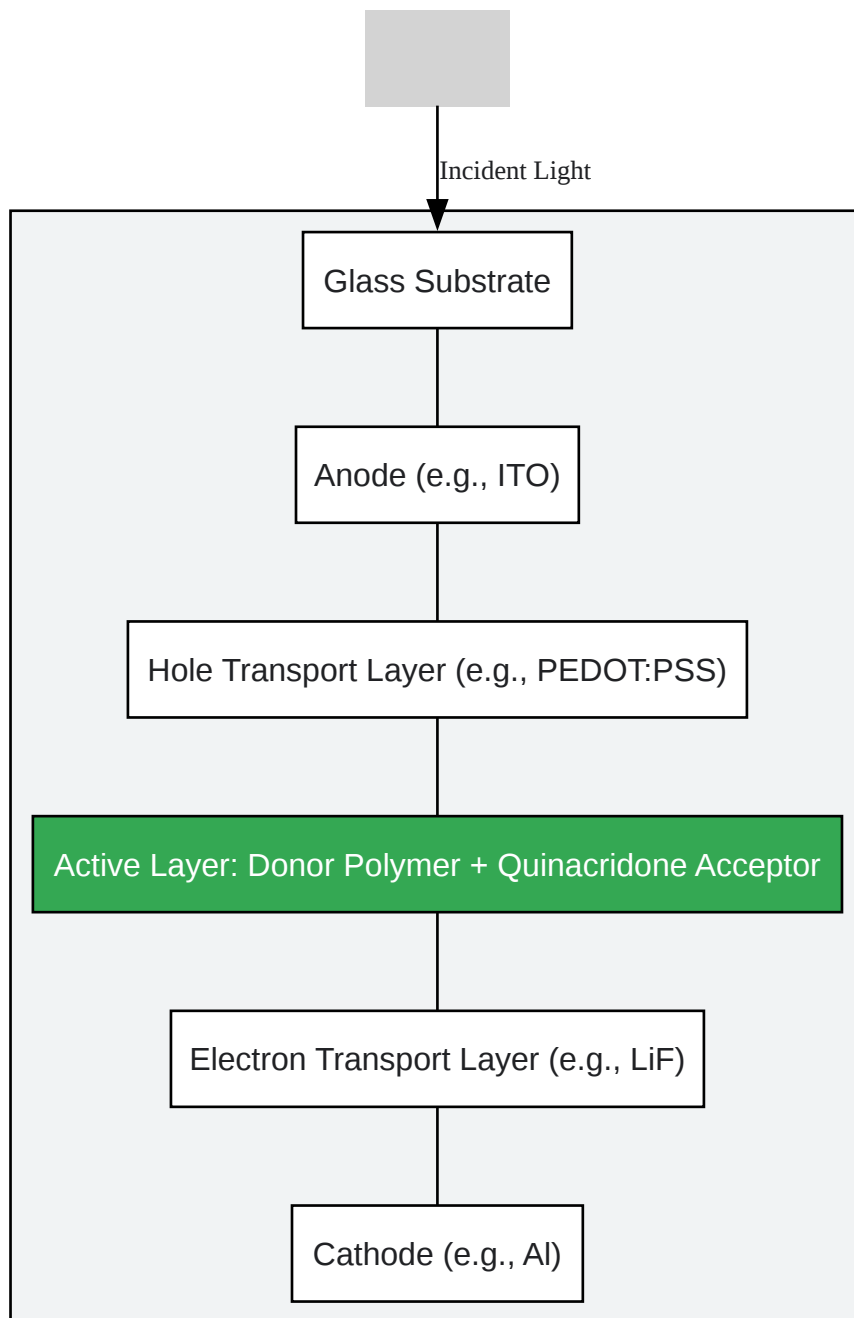 Incident Light
Glass Substrate
Anode (e.g., ITO)
Hole Transport Layer (e.g., PEDOT:PSS)
Active Layer: Donor Polymer + Quinacridone Acceptor
Electron Transport Layer (e.g., LiF)
Cathode (e.g., Al)